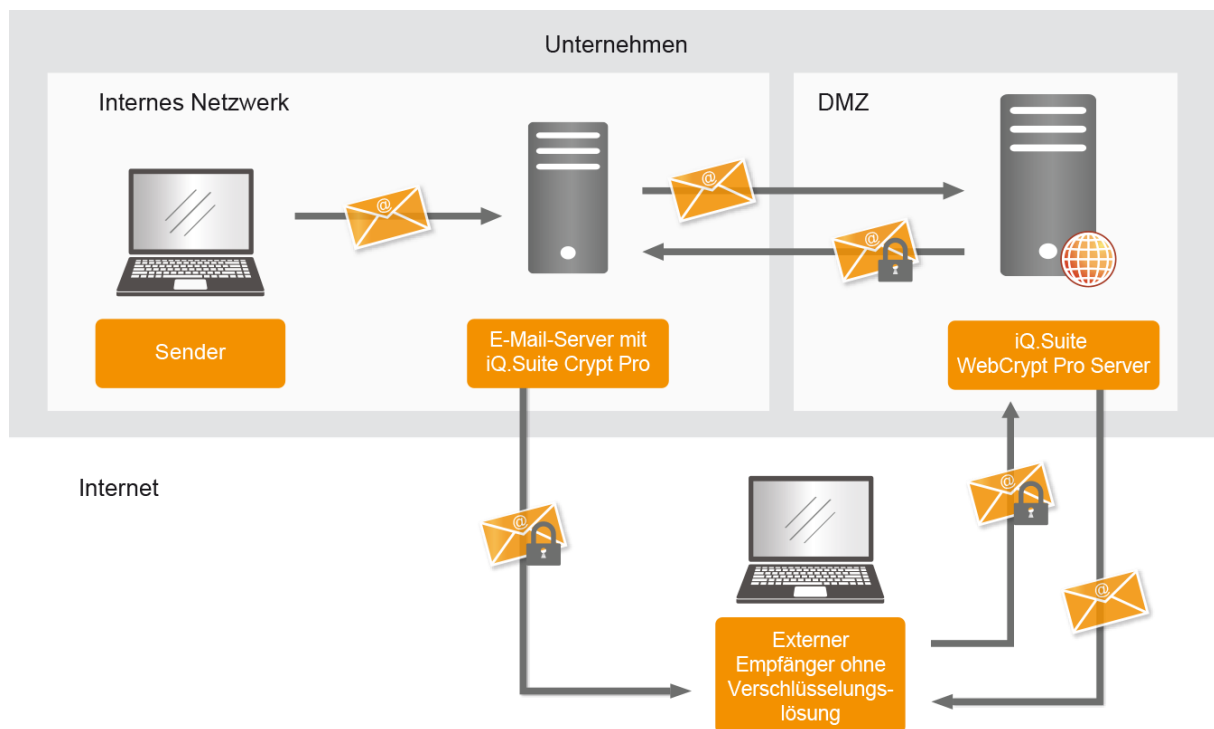 Unternehmen
Internes Netzwerk
DMZ
@
@
@
Sender
E-Mail-Server mit
iQ.Suite Crypt Pro
iQ.Suite
WebCrypt Pro Server
Internet
@
@
@
Externer
Empfänger ohne
Verschlüsselungs-
lösung